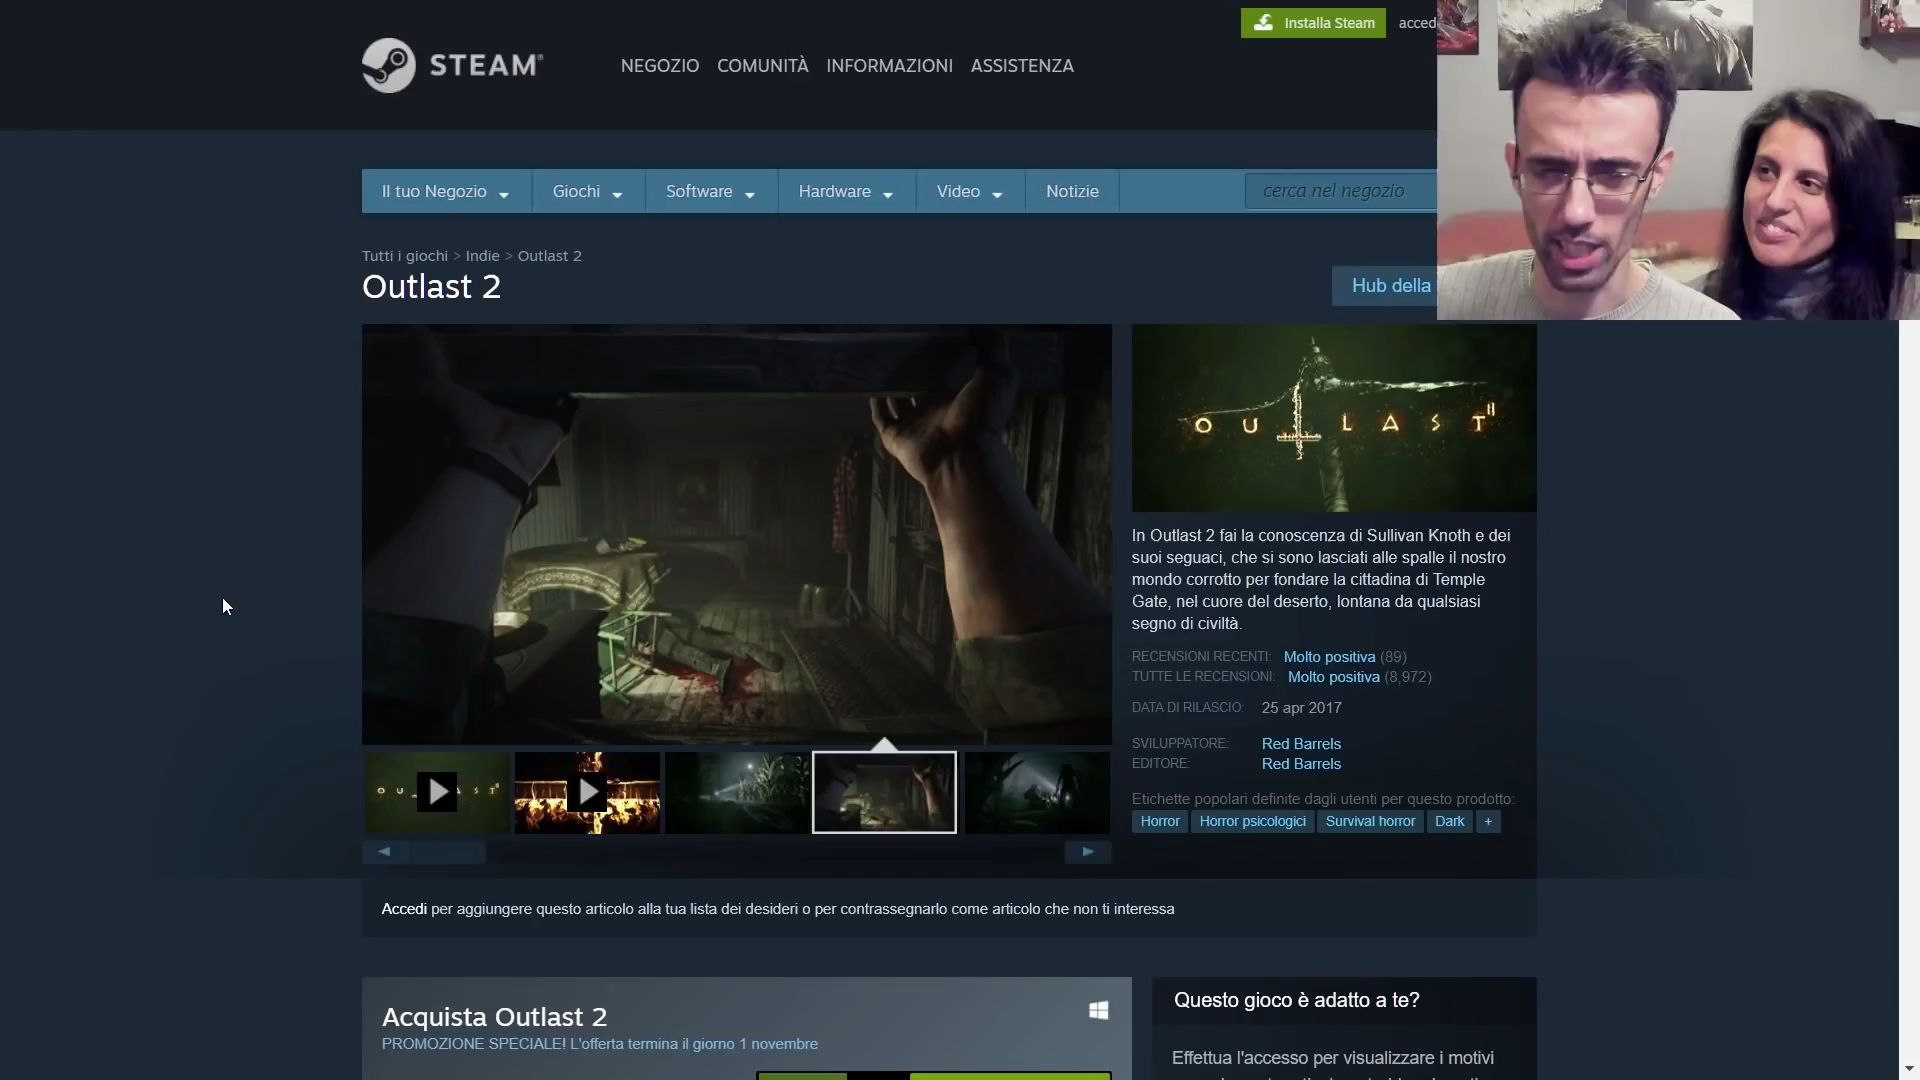 Installa Steam
acced
STEAM®
NEGOZIO COMUNITÀ INFORMAZIONI ASSISTENZA
Il tuo Negozio Giochi Software Hardware Video Notizie
cerca nel negozio
Tutti i giochi > Indie > Outlast 2
Outlast 2
Hub della
OUTLAST II
In Outlast 2 fai la conoscenza di Sullivan Knoth e dei
suoi seguaci, che si sono lasciati alle spalle il nostro
mondo corrotto per fondare la cittadina di Temple
Gate, nel cuore del deserto, lontana da qualsiasi
segno di civiltà.
RECENSIONI RECENTI: Molto positiva (89)
TUTTE LE RECENSIONI: Molto positiva (8,972)
DATA DI RILASCIO: 25 apr 2017
SVILUPPATORE: Red Barrels
EDITORE: Red Barrels
Etichette popolari definite dagli utenti per questo prodotto:
Horror Horror psicologici Survival horror Dark +
Accedi per aggiungere questo articolo alla tua lista dei desideri o per contrassegnarlo come articolo che non ti interessa
Acquista Outlast 2
PROMOZIONE SPECIALE! L'offerta termina il giorno 1 novembre
Questo gioco è adatto a te?
Effettua l'accesso per visualizzare i motivi